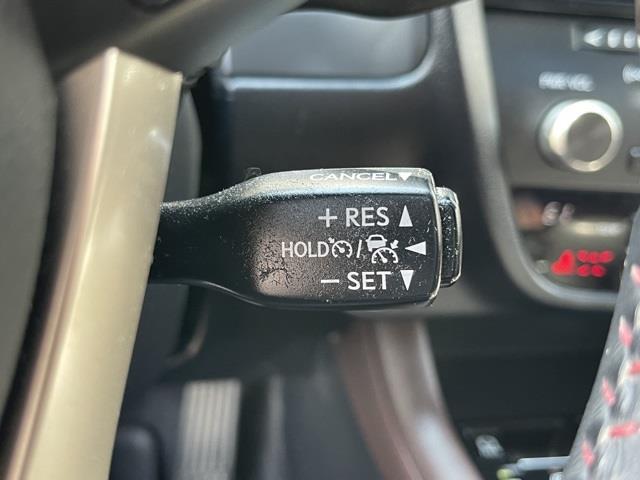 CANCEL▼
+ RES ▲
HOLD / ◀
− SET ▼